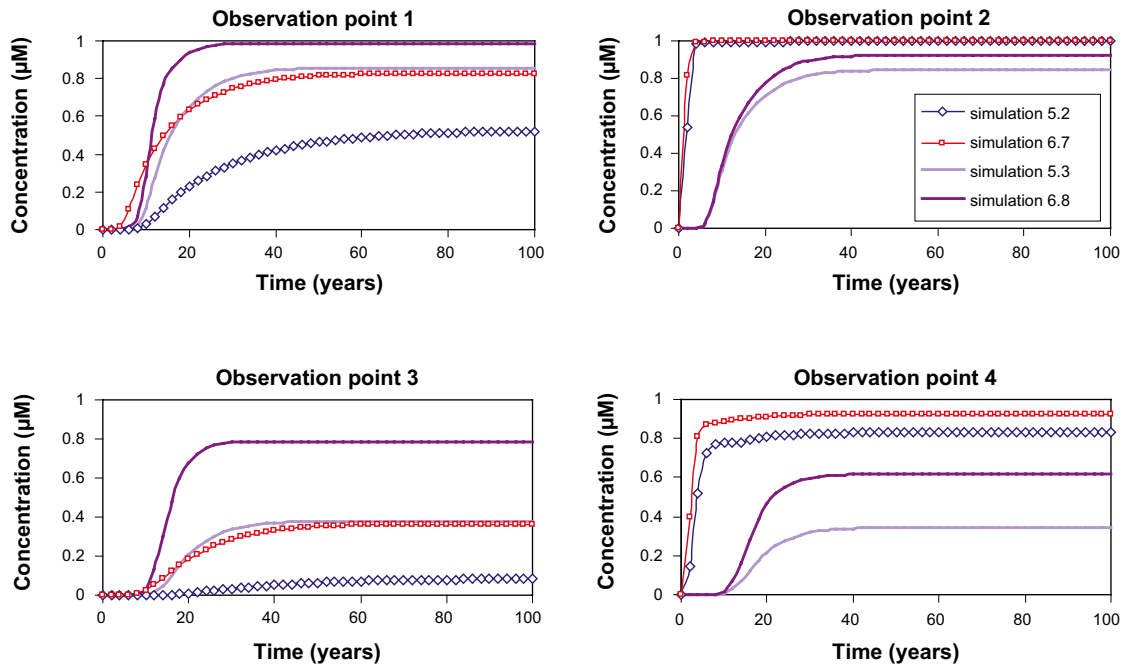 Observation point 1
Concentration (µM)
1
0.8
0.6
0.4
0.2
0
0 20 40 60 80 100
Time (years)
Observation point 2
Concentration (µM)
1
0.8
0.6
0.4
0.2
0
0 20 40 60 80 100
Time (years)
simulation 5.2
simulation 6.7
simulation 5.3
simulation 6.8
Observation point 3
Concentration (µM)
1
0.8
0.6
0.4
0.2
0
0 20 40 60 80 100
Time (years)
Observation point 4
Concentration (µM)
1
0.8
0.6
0.4
0.2
0
0 20 40 60 80 100
Time (years)